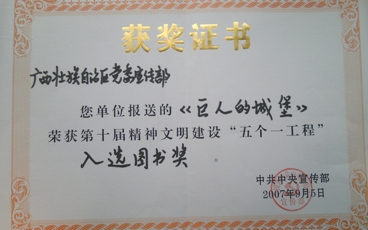 获奖证书
广西壮族自治区党委宣传部
您单位报送的《巨人的城堡》
荣获第十届精神文明建设“五个一工程”
入选图书奖
中共中央宣传部
2007年9月5日
宣传部